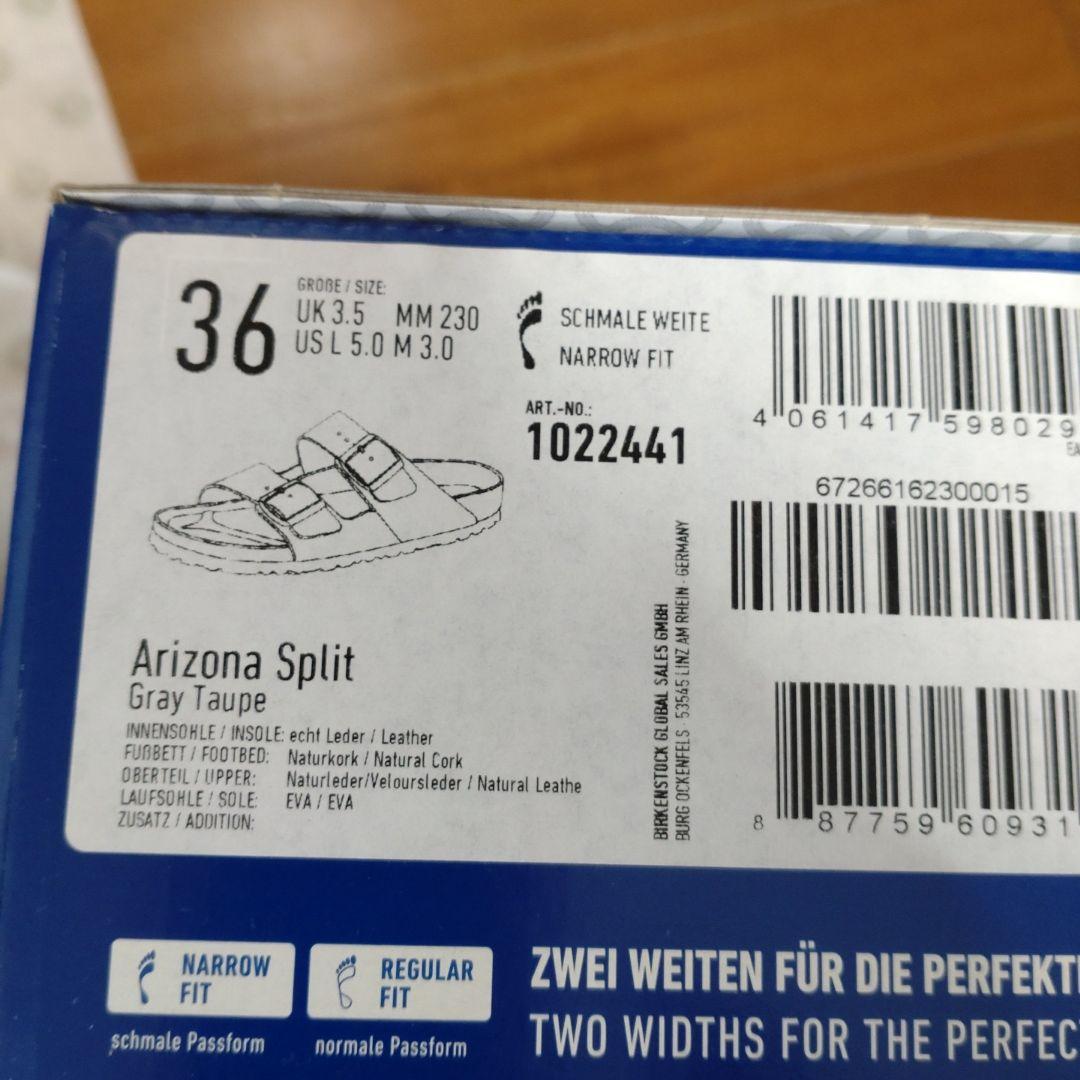 36
GRÖßE / SIZE:
UK 3.5 MM 230
US L 5.0 M 3.0
SCHMALE WEITE
NARROW FIT
ART.-NO.:
1022441
4 061417 598029
EA
67266162300015
BIRKENSTOCK GLOBAL SALES GMBH
BURG OCKENFELS · 53545 LINZ AM RHEIN · GERMANY
Arizona Split
Gray Taupe
INNENSOHLE / INSOLE: echt Leder / Leather
FUßBETT / FOOTBED: Naturkork / Natural Cork
OBERTEIL / UPPER: Naturleder/Veloursleder / Natural Leathe
LAUFSOHLE / SOLE: EVA / EVA
ZUSATZ / ADDITION:
8 87759 60931
NARROW
FIT
schmale Passform
REGULAR
FIT
normale Passform
ZWEI WEITEN FÜR DIE PERFEKT
TWO WIDTHS FOR THE PERFEC